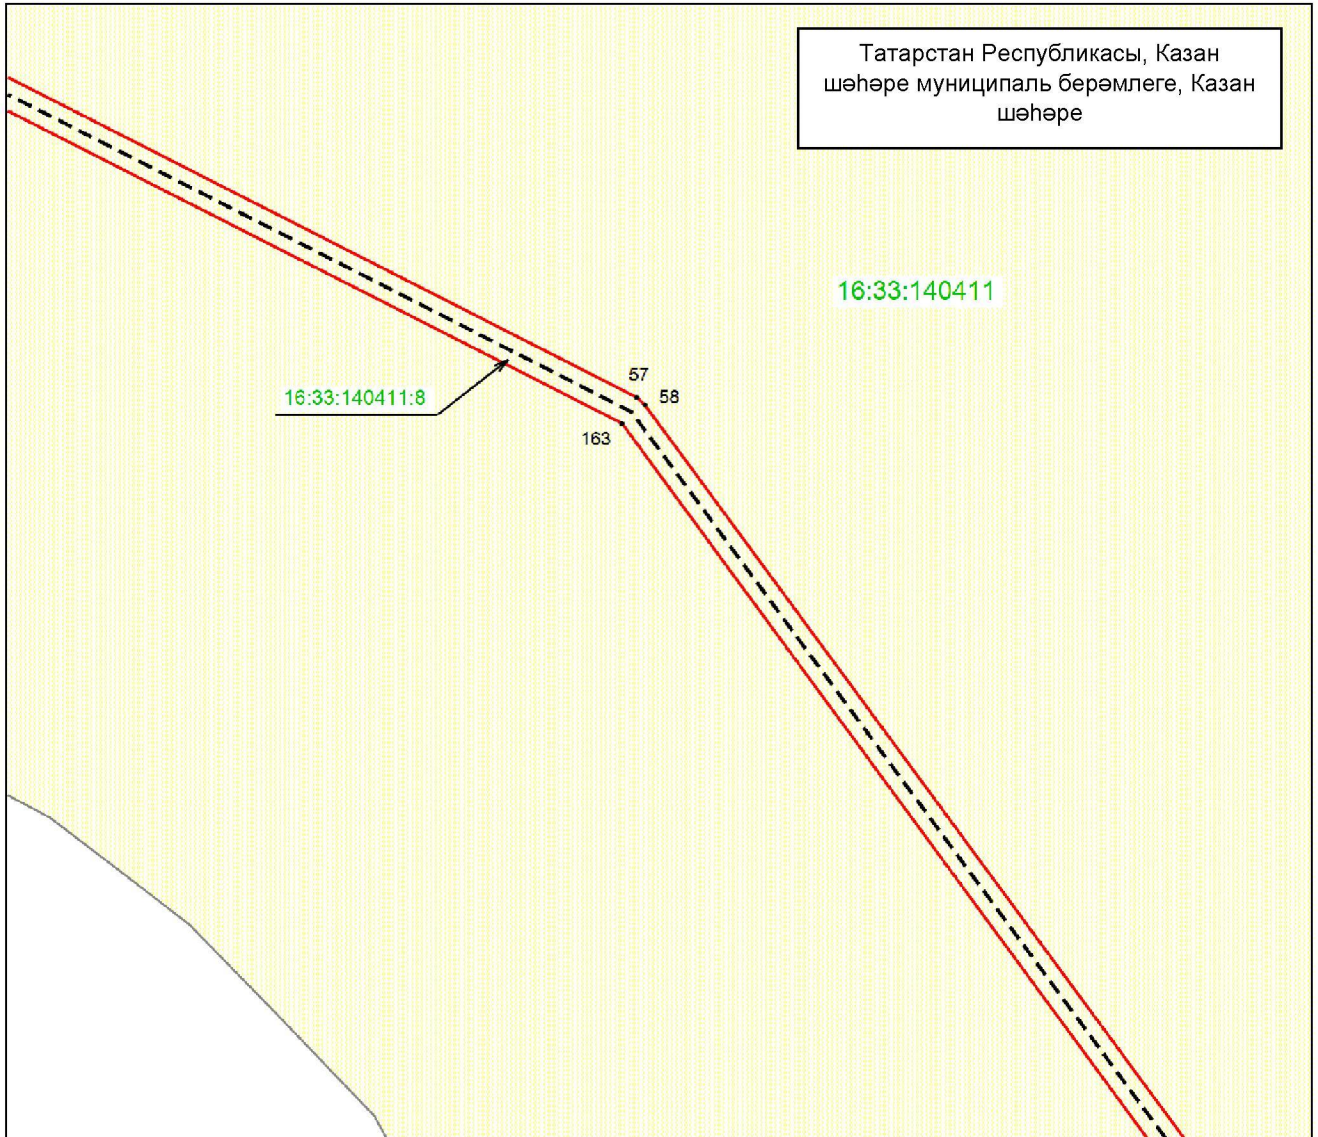 Татарстан Республикасы, Казан
шәһәре муниципаль берәмлеге, Казан
шәһәре
16:33:140411
57
58
16:33:140411:8
163